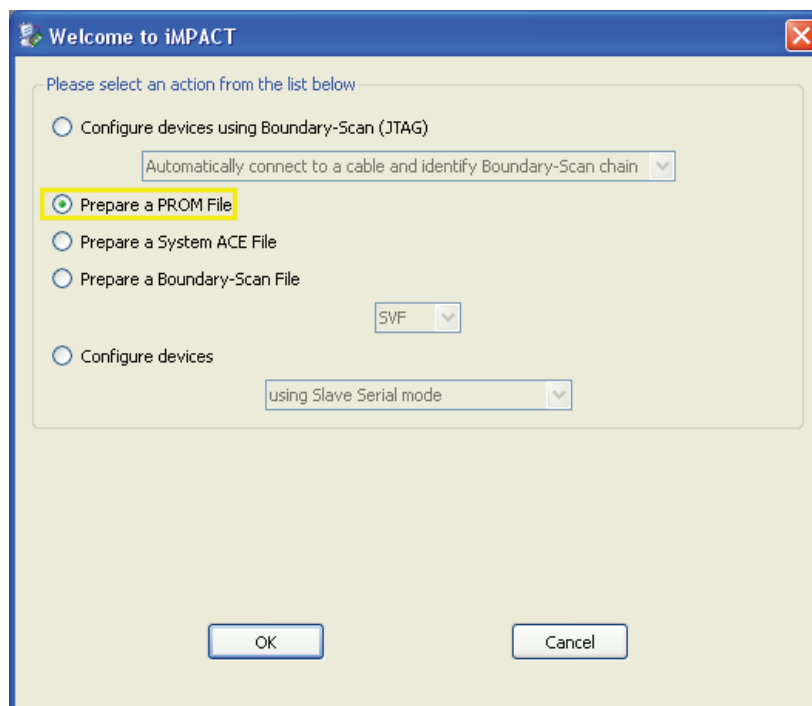 Welcome to iMPACT
Please select an action from the list below
Configure devices using Boundary-Scan (JTAG)
Automatically connect to a cable and identify Boundary-Scan chain
Prepare a PROM File
Prepare a System ACE File
Prepare a Boundary-Scan File
SVF
Configure devices
using Slave Serial mode
OK Cancel